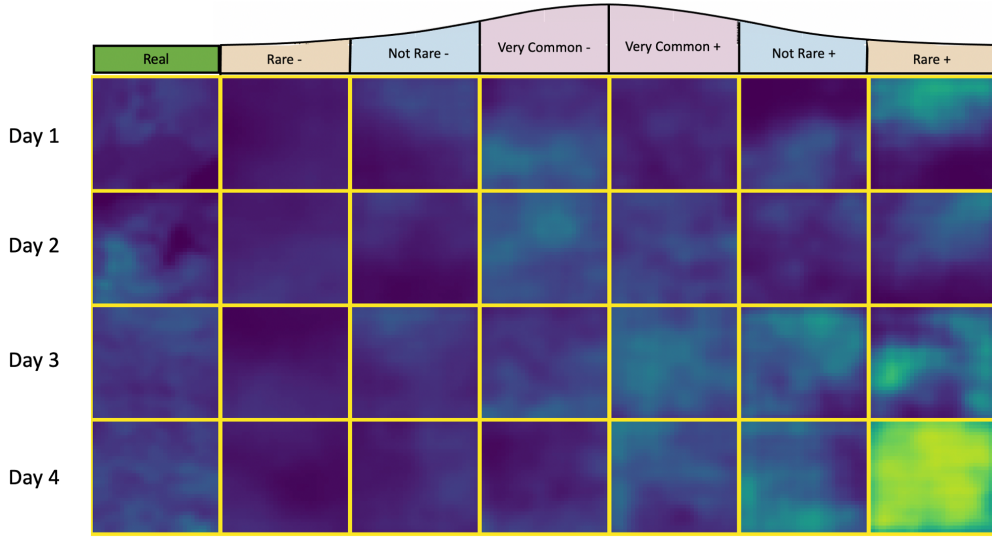 Real
Rare -
Not Rare -
Very Common -
Very Common +
Not Rare +
Rare +
Day 1
Day 2
Day 3
Day 4